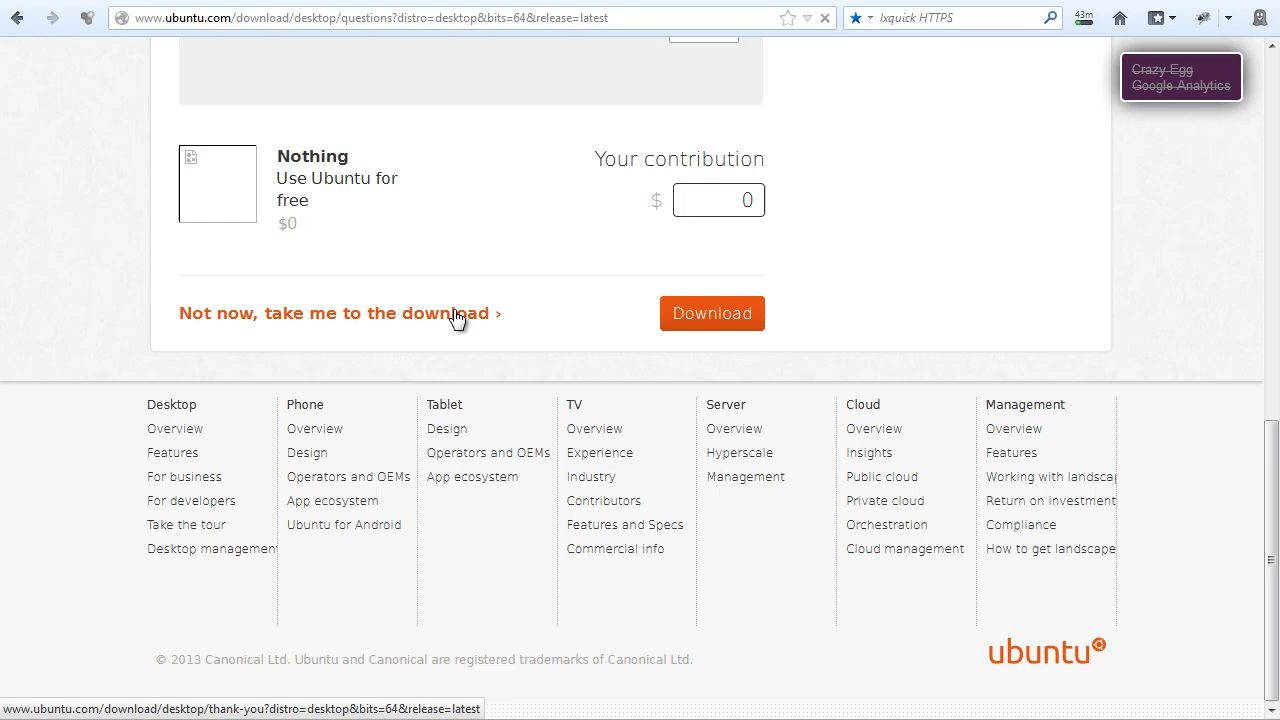 www.ubuntu.com/download/desktop/question?distro=desktop&bits=64&release=latest
Ixquick HTTPS
43m
Crazy Egg
Google Analytics
Nothing
Use Ubuntu for
free
$0
Your contribution
$ 0
Not now, take me to the download ›
Download
Desktop
Overview
Features
For business
For developers
Take the tour
Desktop managemen
Phone
Overview
Design
Operators and OEMs
App ecosystem
Ubuntu for Android
Tablet
Design
Operators and OEMs
App ecosystem
TV
Overview
Experience
Industry
Contributors
Features and Specs
Commercial info
Server
Overview
Hyperscale
Management
Cloud
Overview
Insights
Public cloud
Private cloud
Orchestration
Cloud management
Management
Overview
Features
Working with landscap
Return on investment
Compliance
How to get landscape
© 2013 Canonical Ltd. Ubuntu and Canonical are registered trademarks of Canonical Ltd.
ubuntu
www.ubuntu.com/download/desktop/thank-you?distro=desktop&bits=64&release=latest